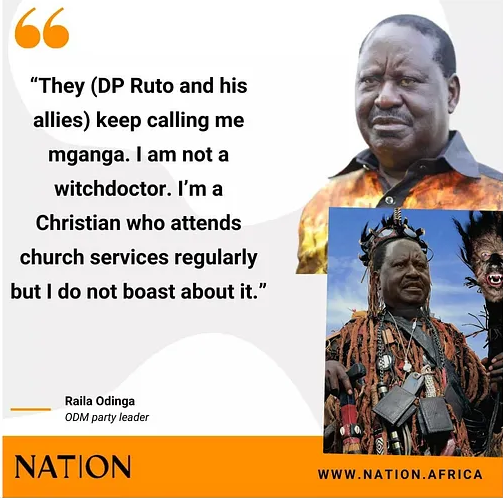 “They (DP Ruto and his
allies) keep calling me
mganga. I am not a
witchdoctor. I’m a
Christian who attends
church services regularly
but I do not boast about it.”
Raila Odinga
ODM party leader
NATION
WWW.NATION.AFRICA